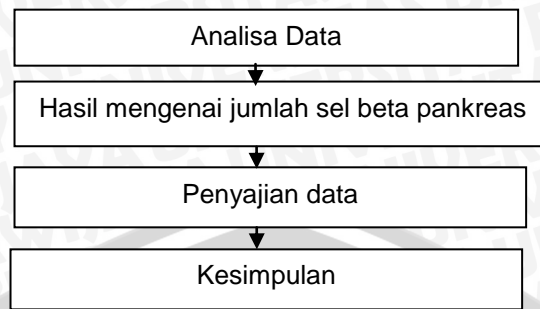 Analisa Data
Hasil mengenai jumlah sel beta pankreas
Penyajian data
Kesimpulan